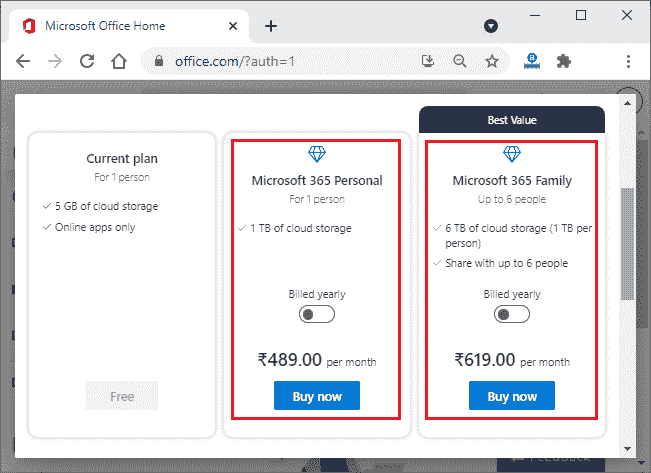 Microsoft Office Home
office.com/?auth=1
Best Value
Current plan
For 1 person
5 GB of cloud storage
Online apps only
Free
Microsoft 365 Personal
For 1 person
1 TB of cloud storage
Billed yearly
₹489.00 per month
Buy now
Microsoft 365 Family
Up to 6 people
6 TB of cloud storage (1 TB per
person)
Share with up to 6 people
Billed yearly
₹619.00 per month
Buy now
Feedback